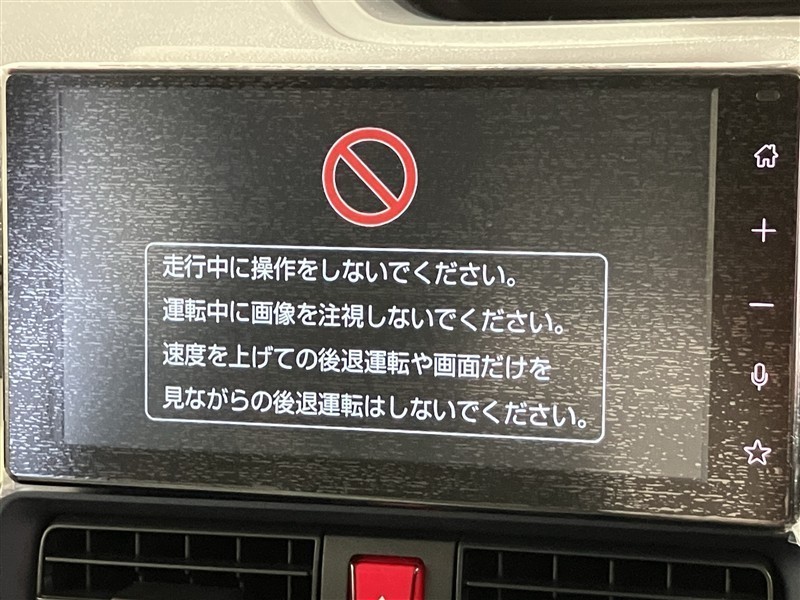 走行中に操作をしないでください。
運転中に画像を注視しないでください。
速度を上げての後退運転や画面だけを
見ながらの後退運転はしないでください。